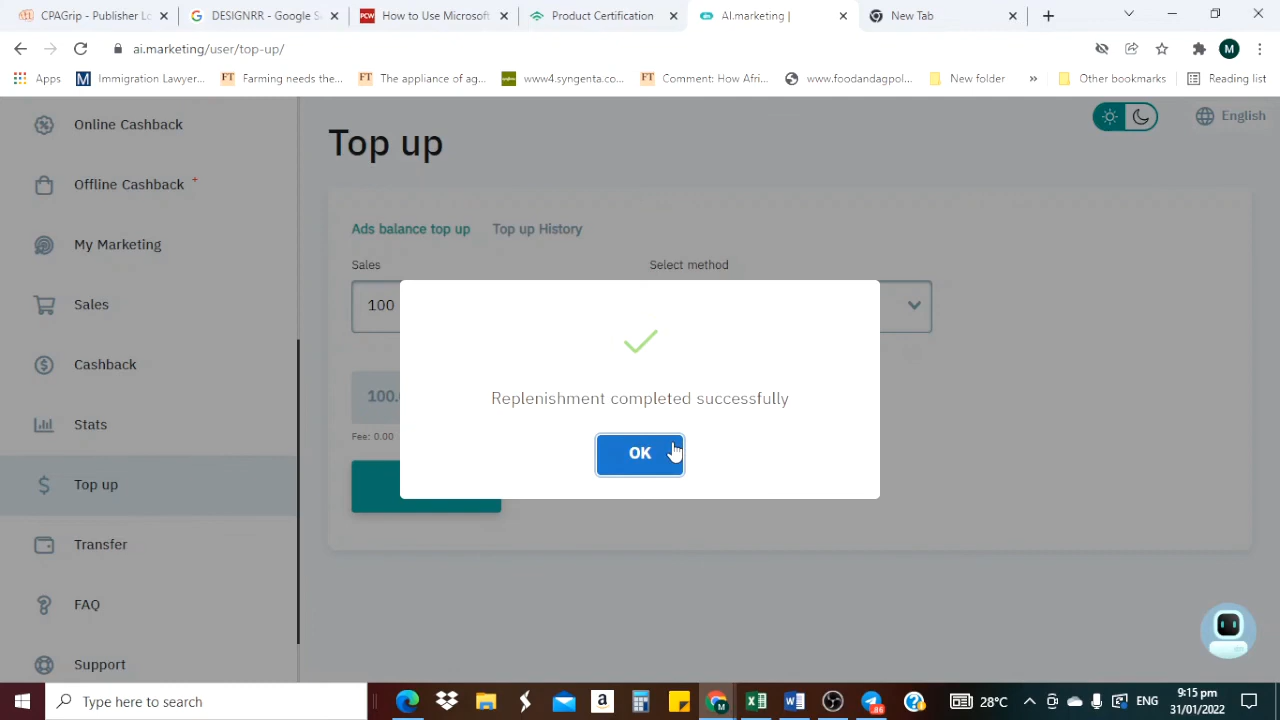 CPAGrip - Publisher Lo
DESIGNRR - Google S
How to Use Microsoft
Product Certification
AI.marketing |
New Tab
ai.marketing/user/top-up/
M
Apps
Immigration Lawyer...
FT Farming needs the...
FT The appliance of ag...
www4.syngenta.co...
FT Comment: How Afri...
www.foodandagpol...
New folder
»
Other bookmarks
Reading list
Online Cashback
Offline Cashback +
My Marketing
Sales
Cashback
Stats
Top up
Transfer
FAQ
Support
English
Top up
Ads balance top up
Top up History
Sales
Select method
100
100.
Fee: 0.00
Replenishment completed successfully
OK
Type here to search
28°C
ENG
9:15 pm
31/01/2022